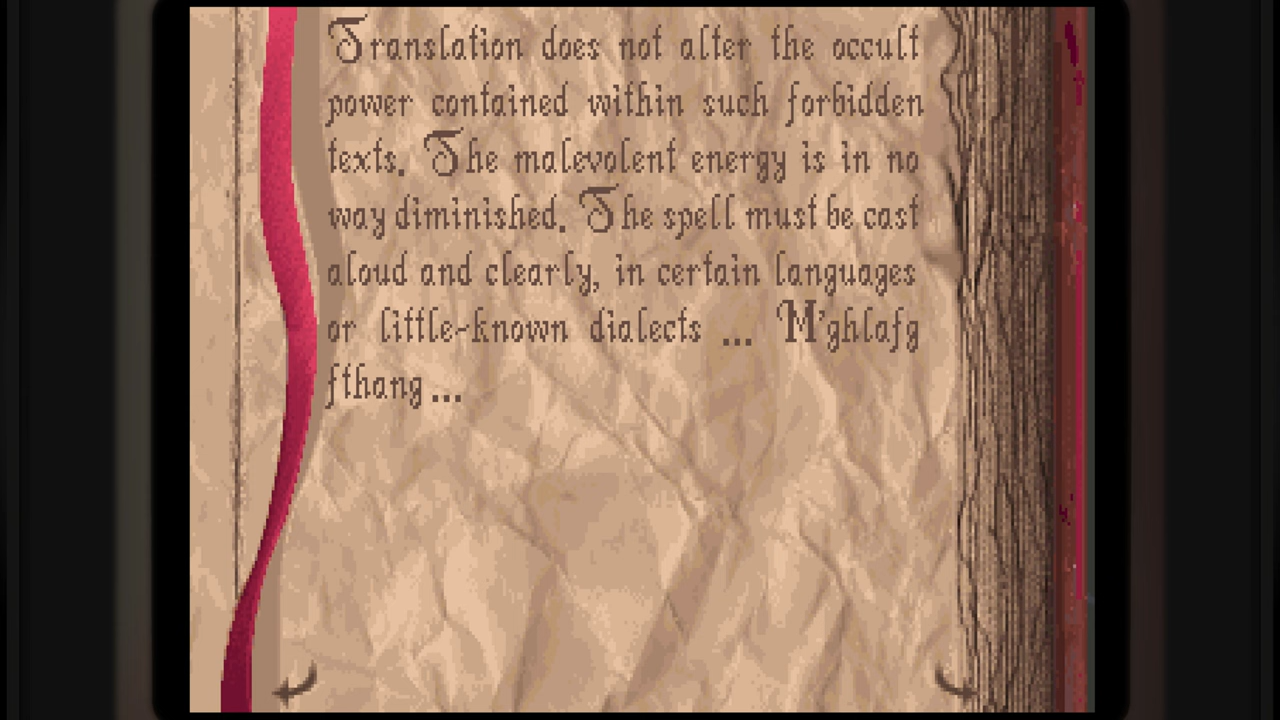 Translation does not alter the occult
power contained within such forbidden
texts. The malevolent energy is in no
way diminished. The spell must be cast
aloud and clearly, in certain languages
or little-known dialects ... M'ghlafg
fthang ...